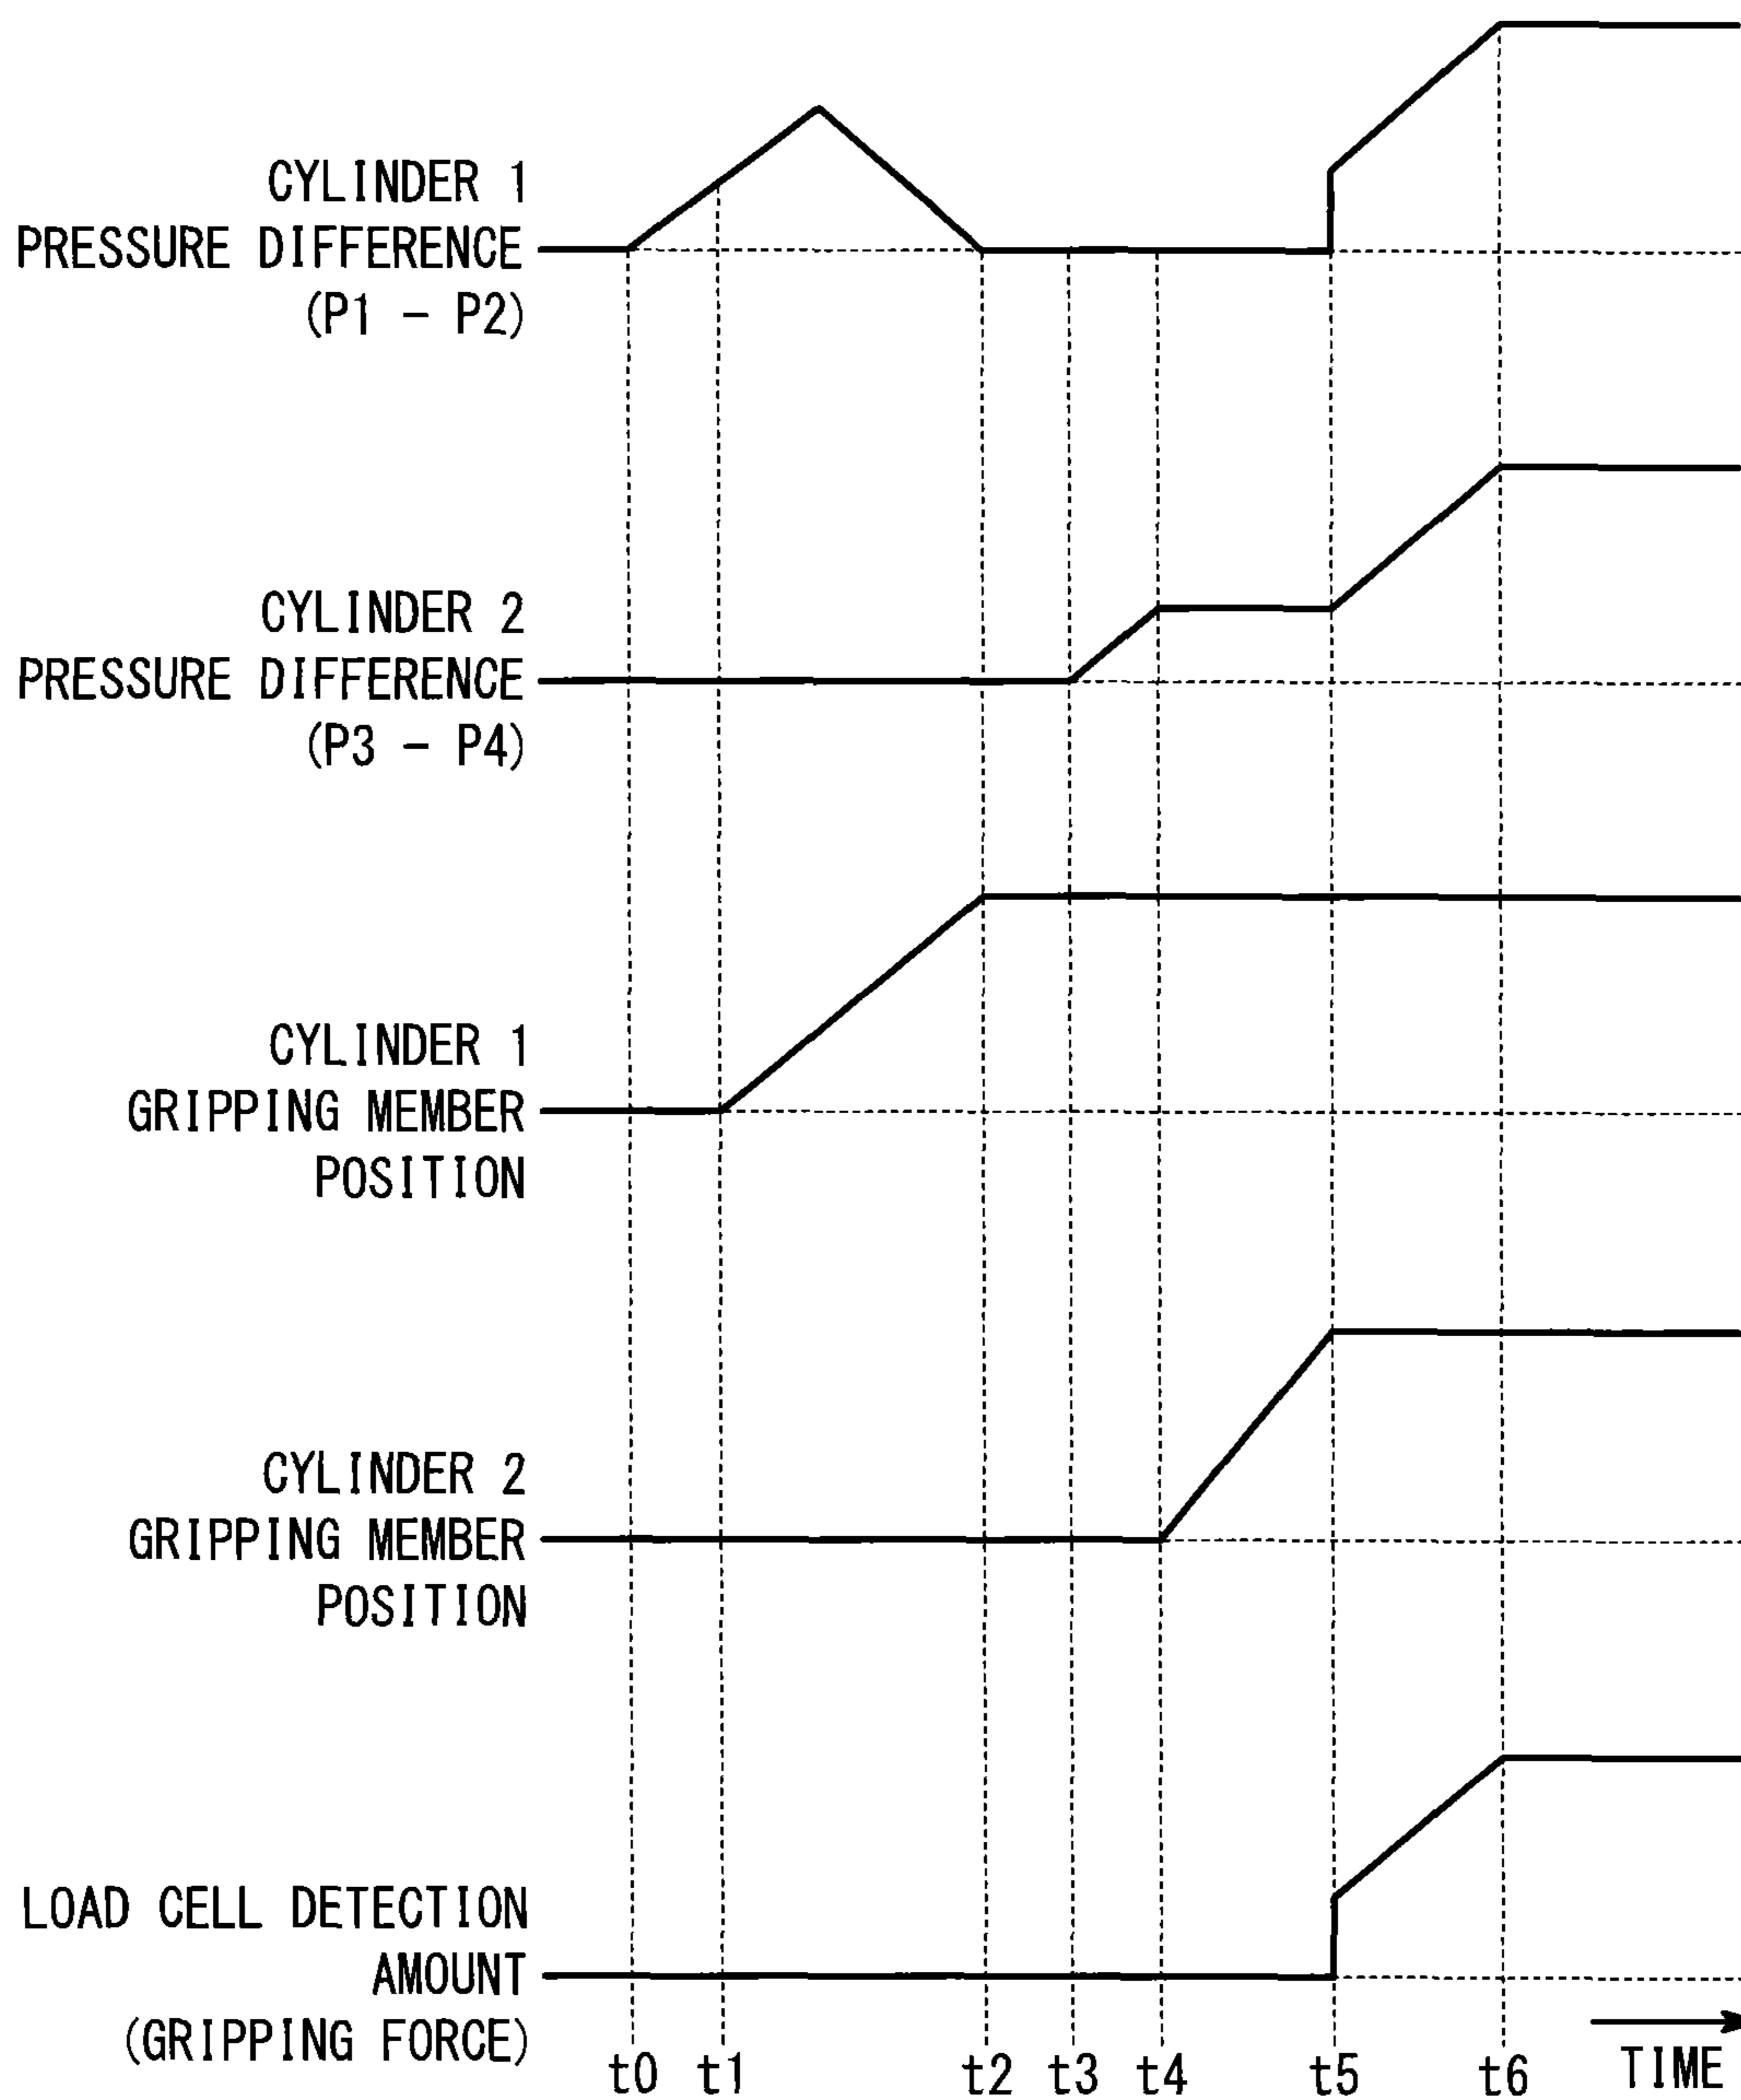 CYLINDER 1
PRESSURE DIFFERENCE
(P1 - P2)
CYLINDER 2
PRESSURE DIFFERENCE
(P3 - P4)
CYLINDER 1
GRIPPING MEMBER
POSITION
CYLINDER 2
GRIPPING MEMBER
POSITION
LOAD CELL DETECTION
AMOUNT
(GRIPPING FORCE)
t0 t1 t2 t3 t4 t5 t6 TIME